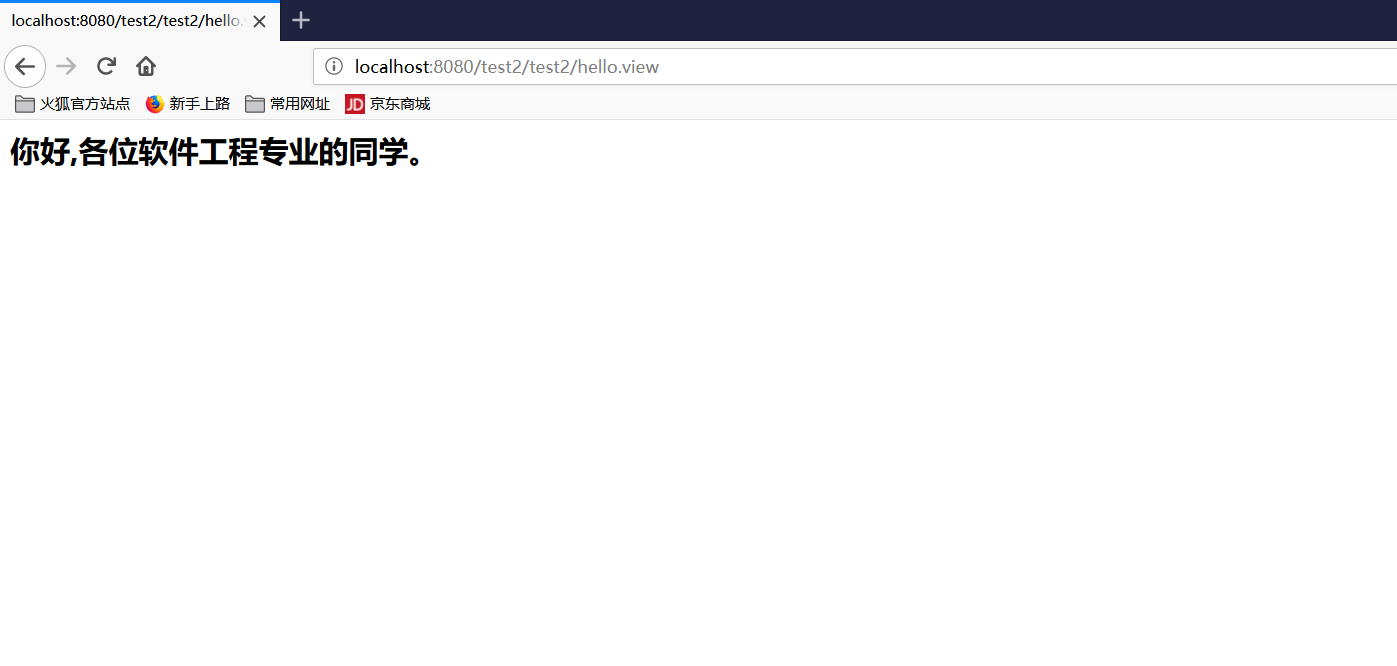 localhost:8080/test2/test2/hello.
localhost:8080/test2/test2/hello.view
火狐官方站点 新手上路 常用网址 JD 京东商城
你好,各位软件工程专业的同学。